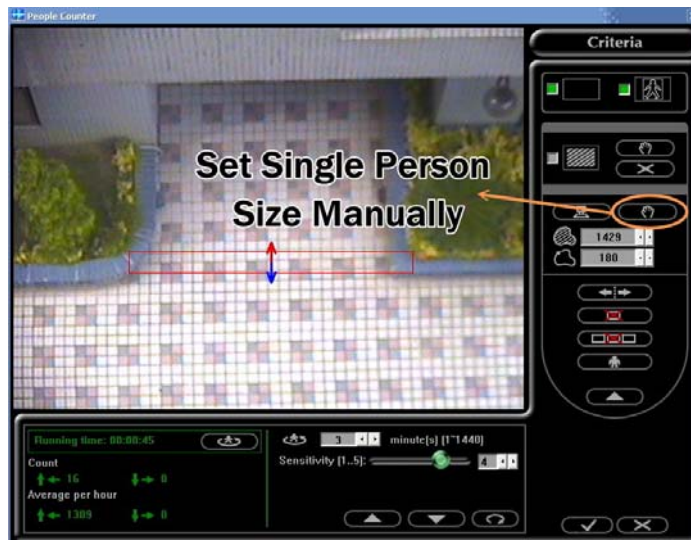 People Counter
Criteria
Set Single Person
Size Manually
1429
180
Running time: 00:00:45
3 minute(s) [1~1440]
Count
Sensitivity [1..5]: 4
16 0
Average per hour
1309 0